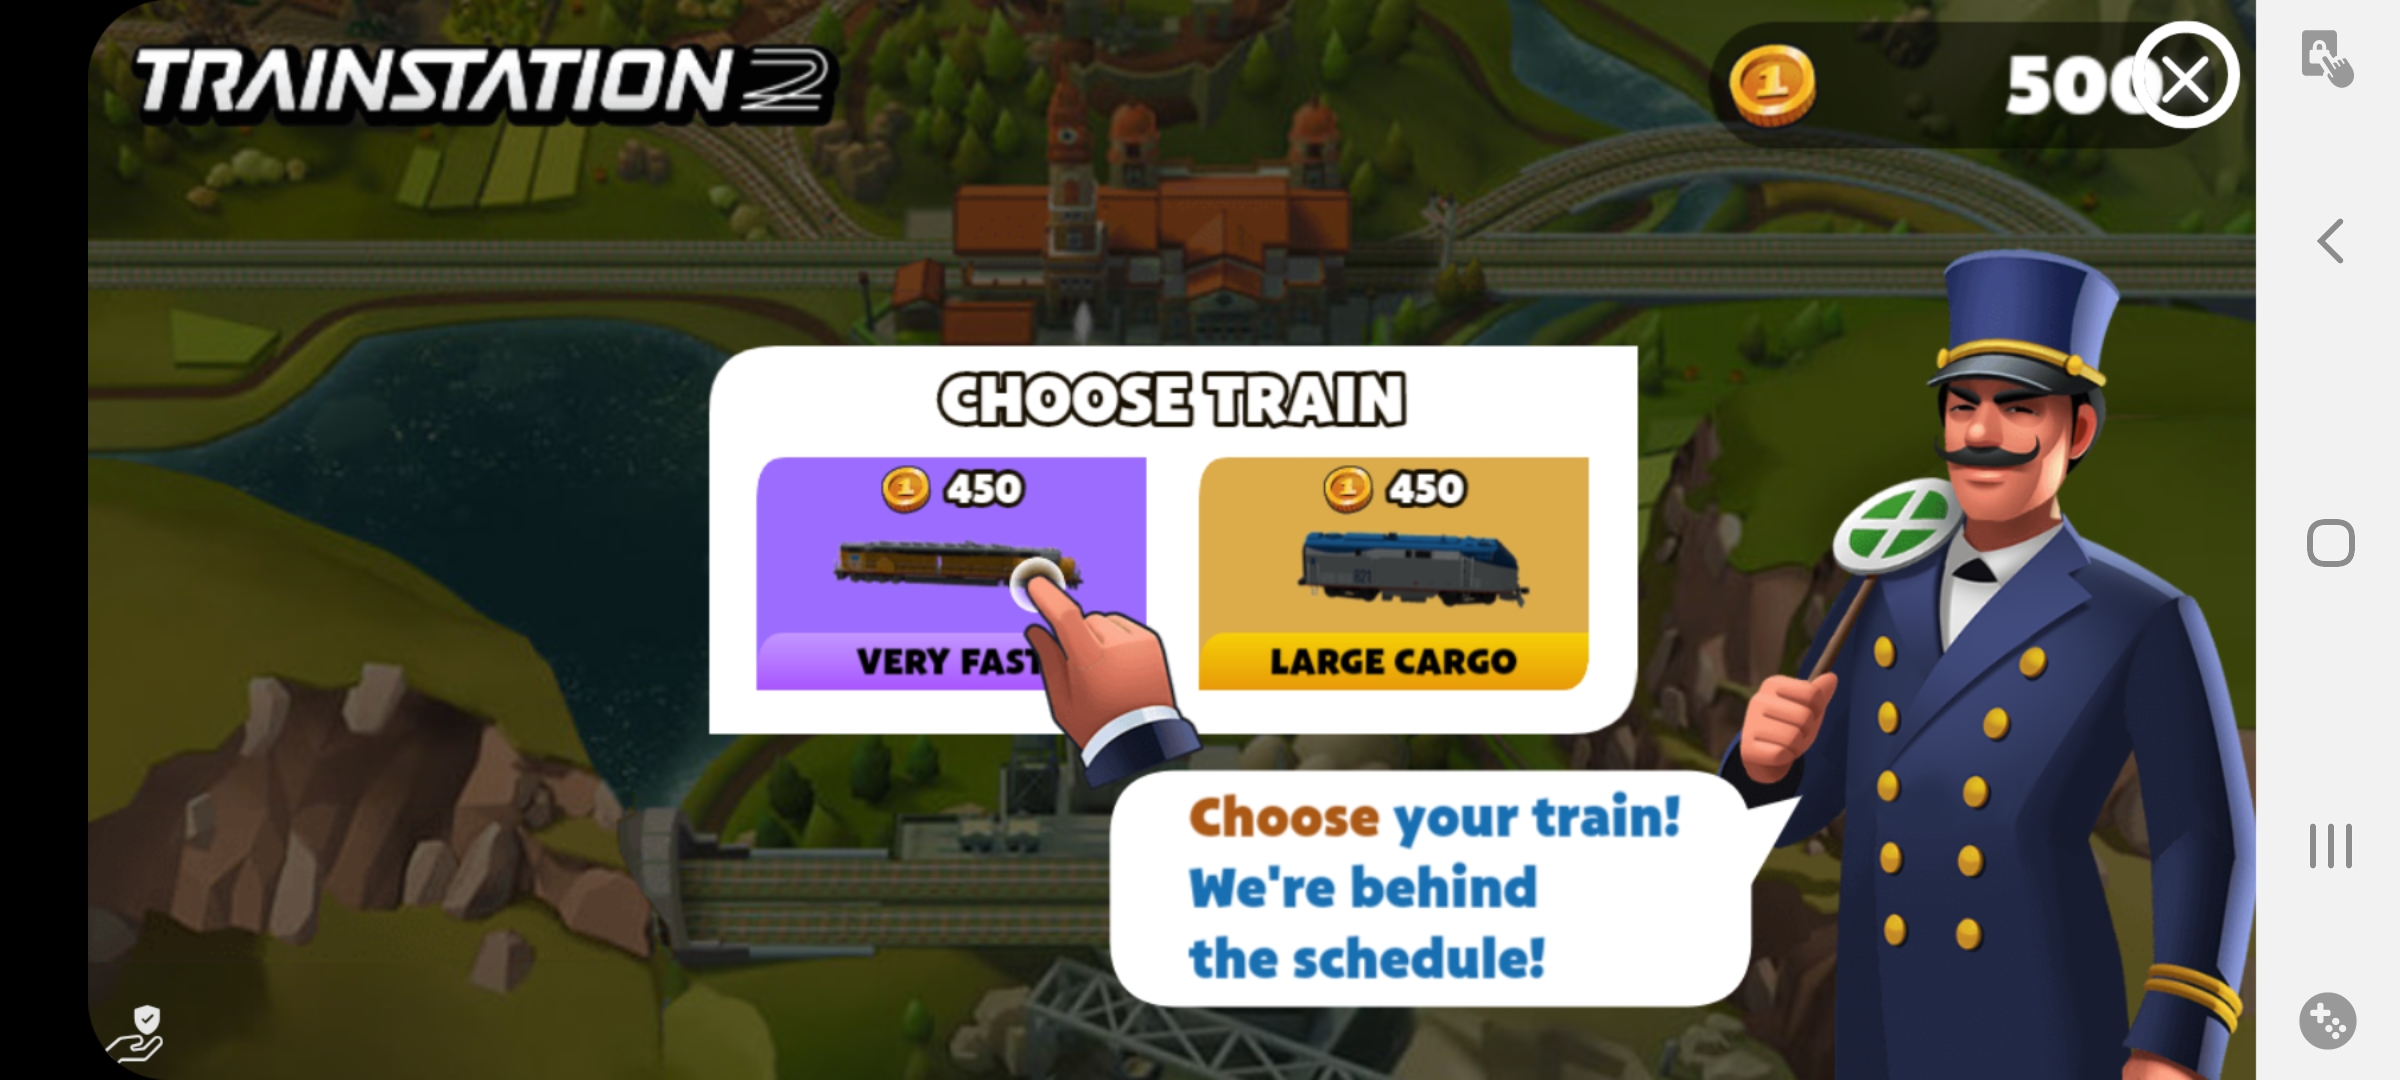 TRAINSTATION 2
500
CHOOSE TRAIN
450
450
821
VERY FAST
LARGE CARGO
Choose your train!
We're behind
the schedule!